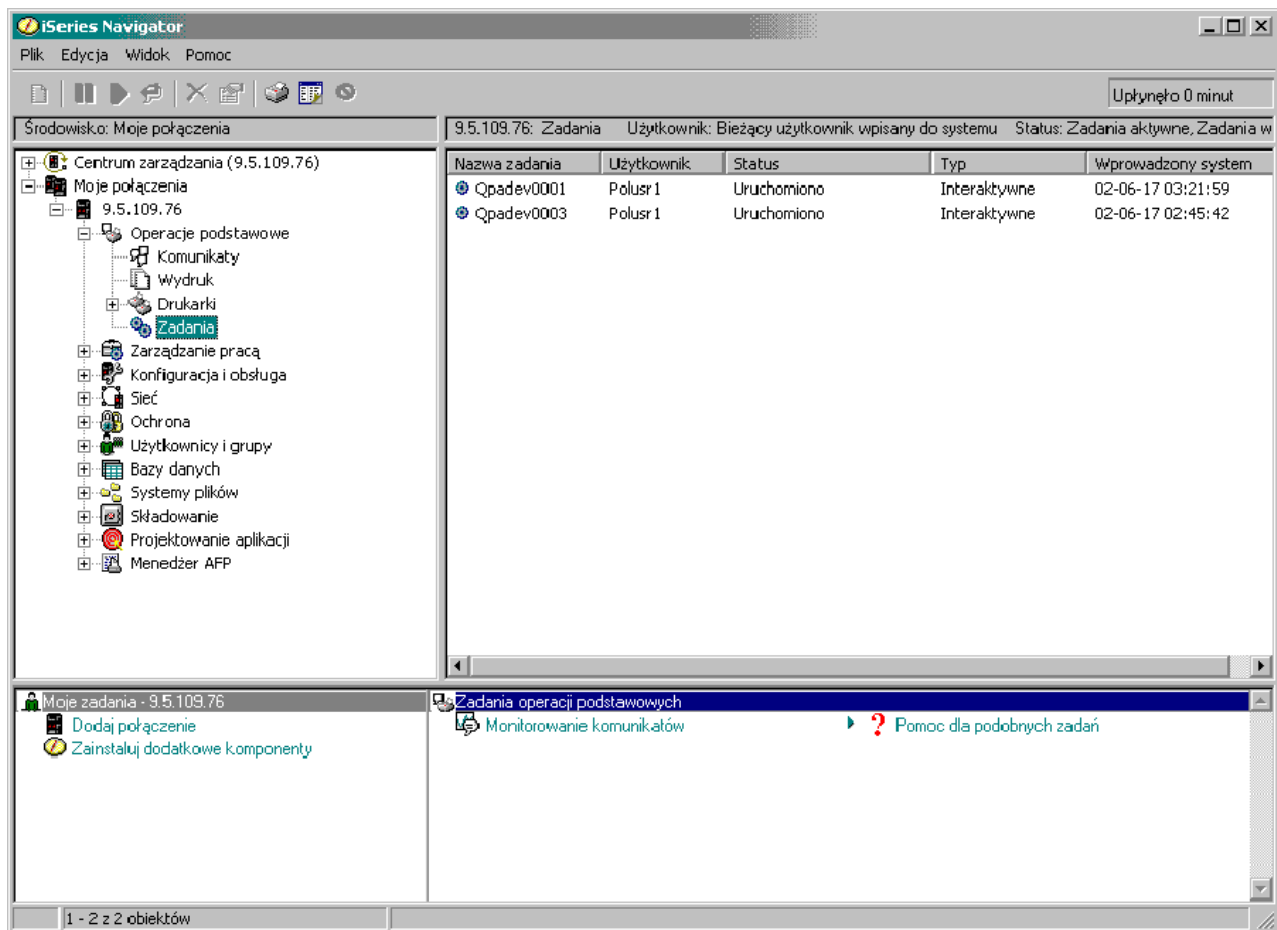 iSeries Navigator
Plik Edycja Widok Pomoc
Upłynęło 0 minut
Środowisko: Moje połączenia
9.5.109.76: Zadania Użytkownik: Bieżący użytkownik wpisany do systemu Status: Zadania aktywne, Zadania w
Centrum zarządzania (9.5.109.76)
Moje połączenia
9.5.109.76
Operacje podstawowe
Komunikaty
Wydruk
Drukarki
Zadania
Zarządzanie pracą
Konfiguracja i obsługa
Sieć
Ochrona
Użytkownicy i grupy
Bazy danych
Systemy plików
Składowanie
Projektowanie aplikacji
Menedżer AFP
Nazwa zadania Użytkownik Status Typ Wprowadzony system
Qpadev0001 Polusr1 Uruchomiono Interaktywne 02-06-17 03:21:59
Qpadev0003 Polusr1 Uruchomiono Interaktywne 02-06-17 02:45:42
Moje zadania - 9.5.109.76
Dodaj połączenie
Zainstaluj dodatkowe komponenty
Zadania operacji podstawowych
Monitorowanie komunikatów
Pomoc dla podobnych zadań
1 - 2 z 2 obiektów